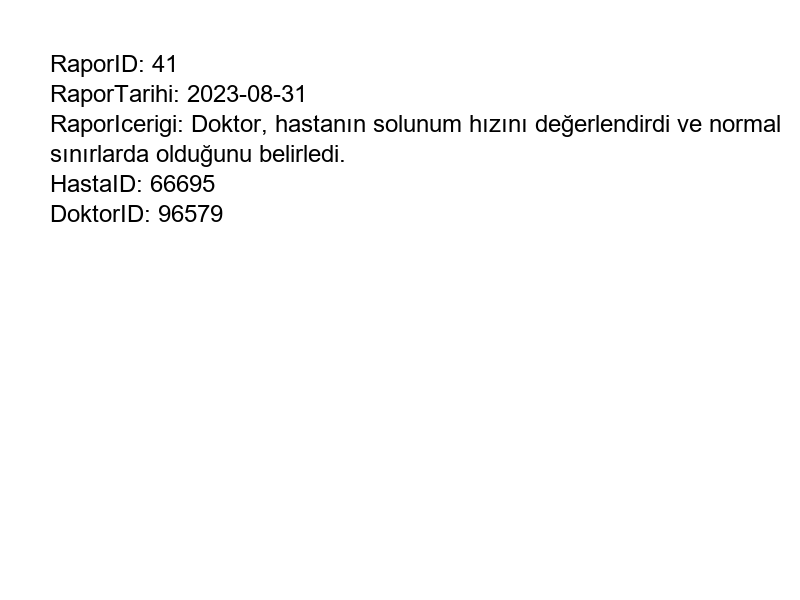 RaporID: 41
RaporTarihi: 2023-08-31
RaporIcerigi: Doktor, hastanın solunum hızını değerlendirdi ve normal
sınırlarda olduğunu belirledi.
HastaID: 66695
DoktorID: 96579